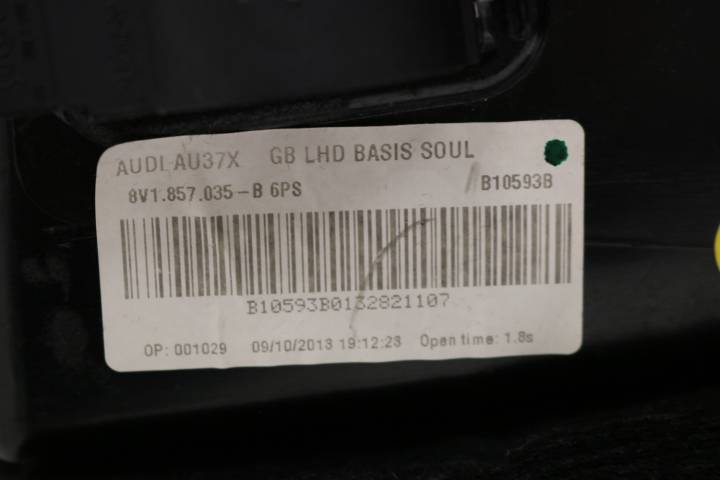 AUDI-AU37X GB LHD BASIS SOUL
8V1.857.035-B 6PS B10593B
B10593B0132821107
OP: 001029 09/10/2013 19:12:23 Open time: 1.8s